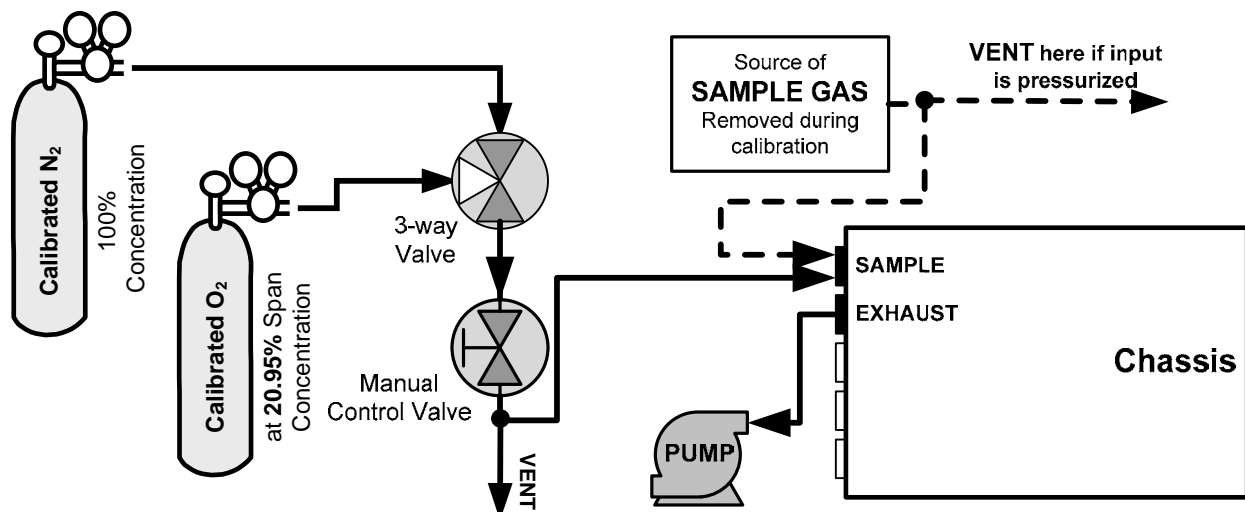 Calibrated N₂
100%
Concentration
Calibrated O₂
at 20.95% Span
Concentration
3-way
Valve
Manual
Control Valve
VENT
Source of
SAMPLE GAS
Removed during
calibration
VENT here if input
is pressurized
SAMPLE
EXHAUST
Chassis
PUMP